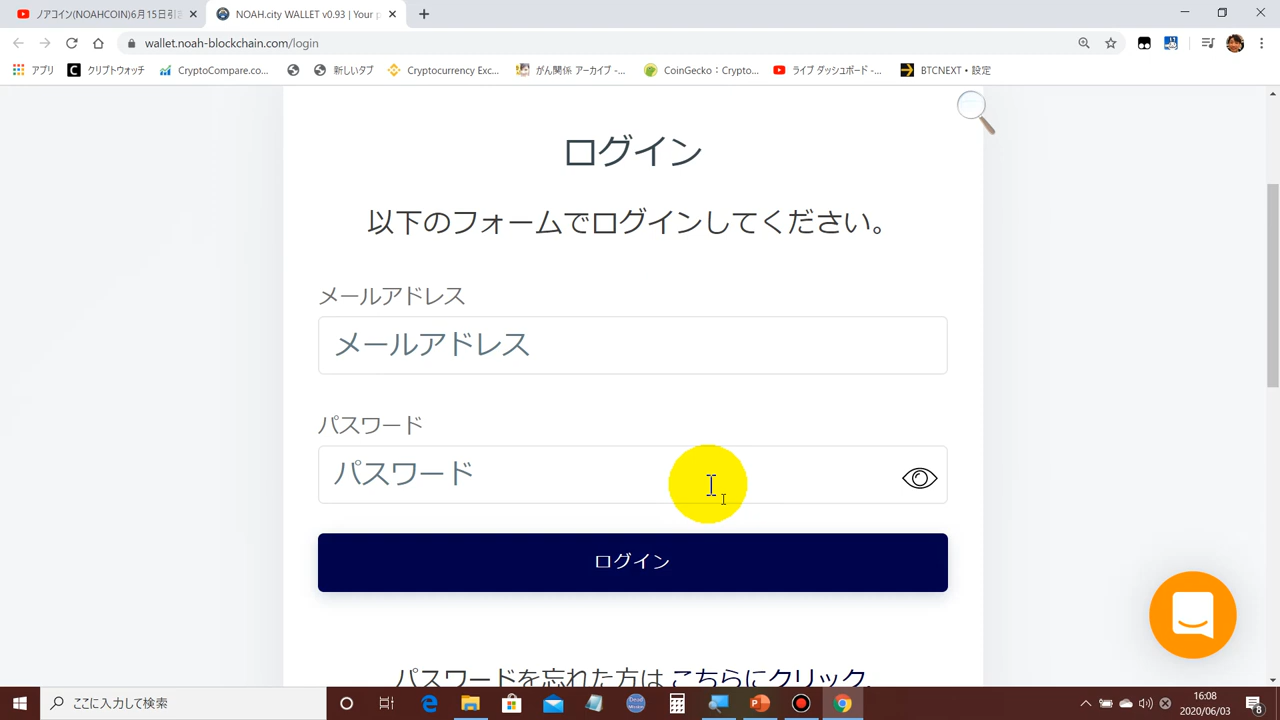 ノアコイン(NOAHCOIN)6月15日引き
NOAH.city WALLET v0.93 | Your p
wallet.noah-blockchain.com/login
アプリ
クリプトウォッチ
CryptoCompare.co...
新しいタブ
Cryptocurrency Exc...
がん関係 アーカイブ - ...
CoinGecko：Crypto...
ライブ ダッシュボード - ...
BTCNEXT・設定
ログイン
以下のフォームでログインしてください。
メールアドレス
メールアドレス
パスワード
パスワード
ログイン
パスワードを忘れた方は こちらにクリック
ここに入力して検索
16:08
2020/06/03
8